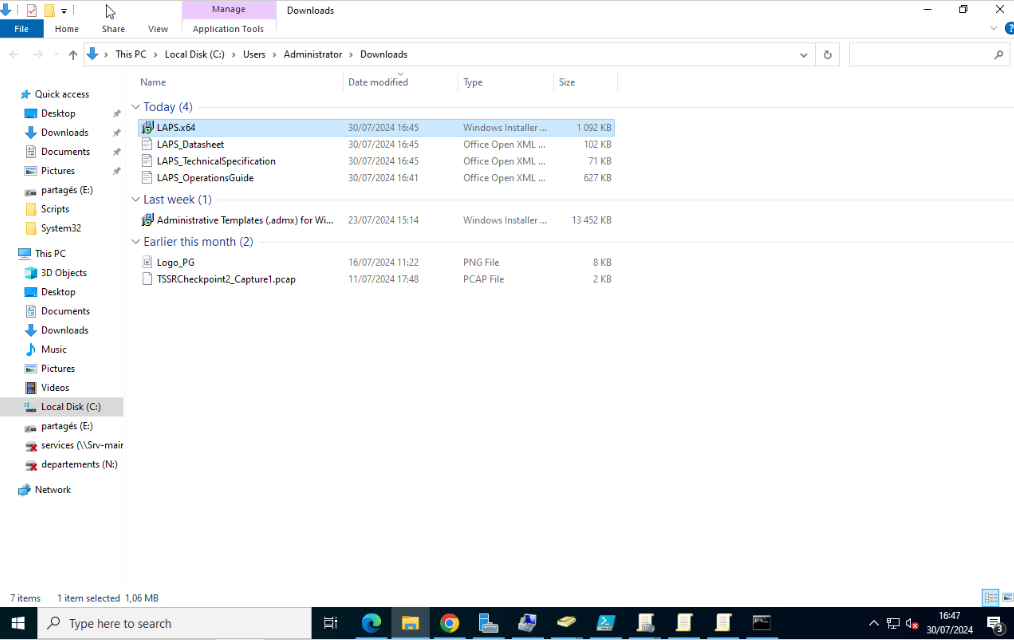 Manage
Downloads
File
Home
Share
View
Application Tools
This PC > Local Disk (C:) > Users > Administrator > Downloads
Name
Date modified
Type
Size
Quick access
Desktop
Downloads
Documents
Pictures
partagés (E:)
Scripts
System32
This PC
3D Objects
Desktop
Documents
Downloads
Music
Pictures
Videos
Local Disk (C:)
partagés (E:)
services (\\Srv-main
departements (N:)
Network
Today (4)
LAPS.x64 30/07/2024 16:45 Windows Installer ... 1 092 KB
LAPS_Datasheet 30/07/2024 16:45 Office Open XML ... 102 KB
LAPS_TechnicalSpecification 30/07/2024 16:45 Office Open XML ... 71 KB
LAPS_OperationsGuide 30/07/2024 16:41 Office Open XML ... 627 KB
Last week (1)
Administrative Templates (.admx) for Wi... 23/07/2024 15:14 Windows Installer ... 13 452 KB
Earlier this month (2)
Logo_PG 16/07/2024 11:22 PNG File 8 KB
TSSRCheckpoint2_Capture1.pcap 11/07/2024 17:48 PCAP File 2 KB
7 items 1 item selected 1,06 MB
Type here to search
16:47
30/07/2024
3